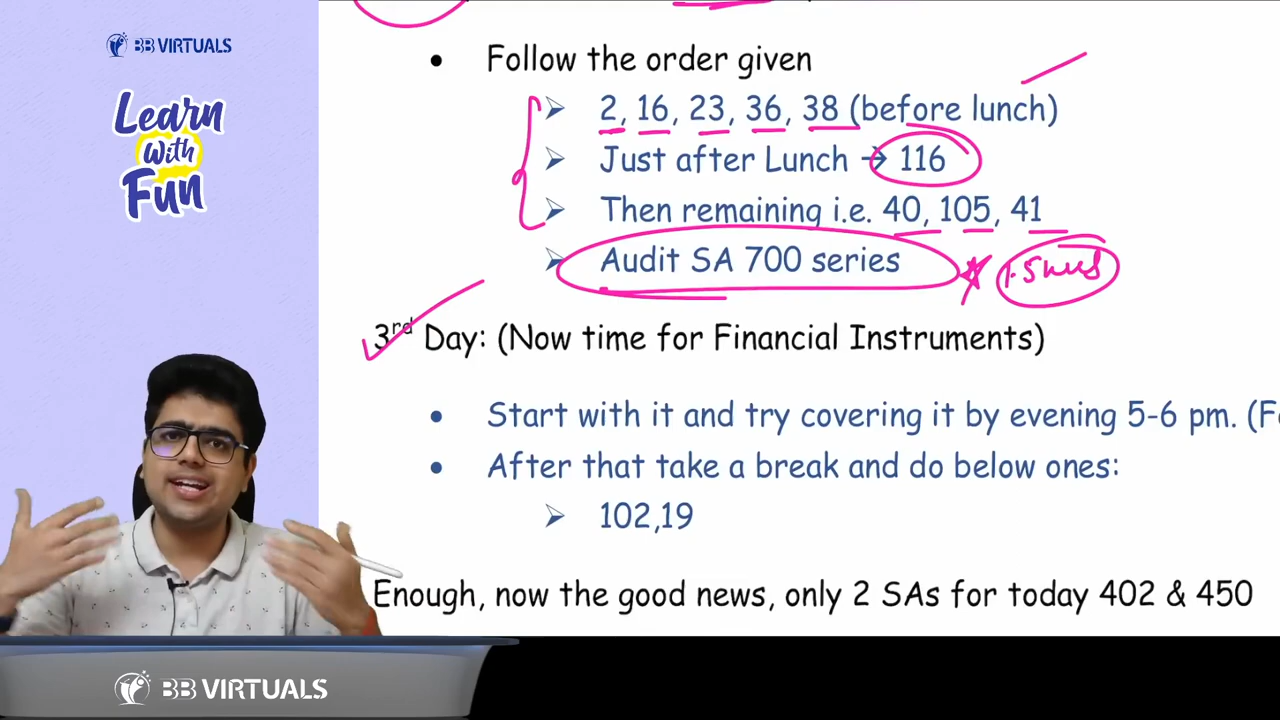 BB VIRTUALS
Learn
With
Fun
• Follow the order given
➢ 2, 16, 23, 36, 38 (before lunch)
➢ Just after Lunch → 116
➢ Then remaining i.e. 40, 105, 41
➢ Audit SA 700 series
1.5 hrs
3rd Day: (Now time for Financial Instruments)
• Start with it and try covering it by evening 5-6 pm.
• After that take a break and do below ones:
➢ 102,19
Enough, now the good news, only 2 SAs for today 402 & 450
BB VIRTUALS